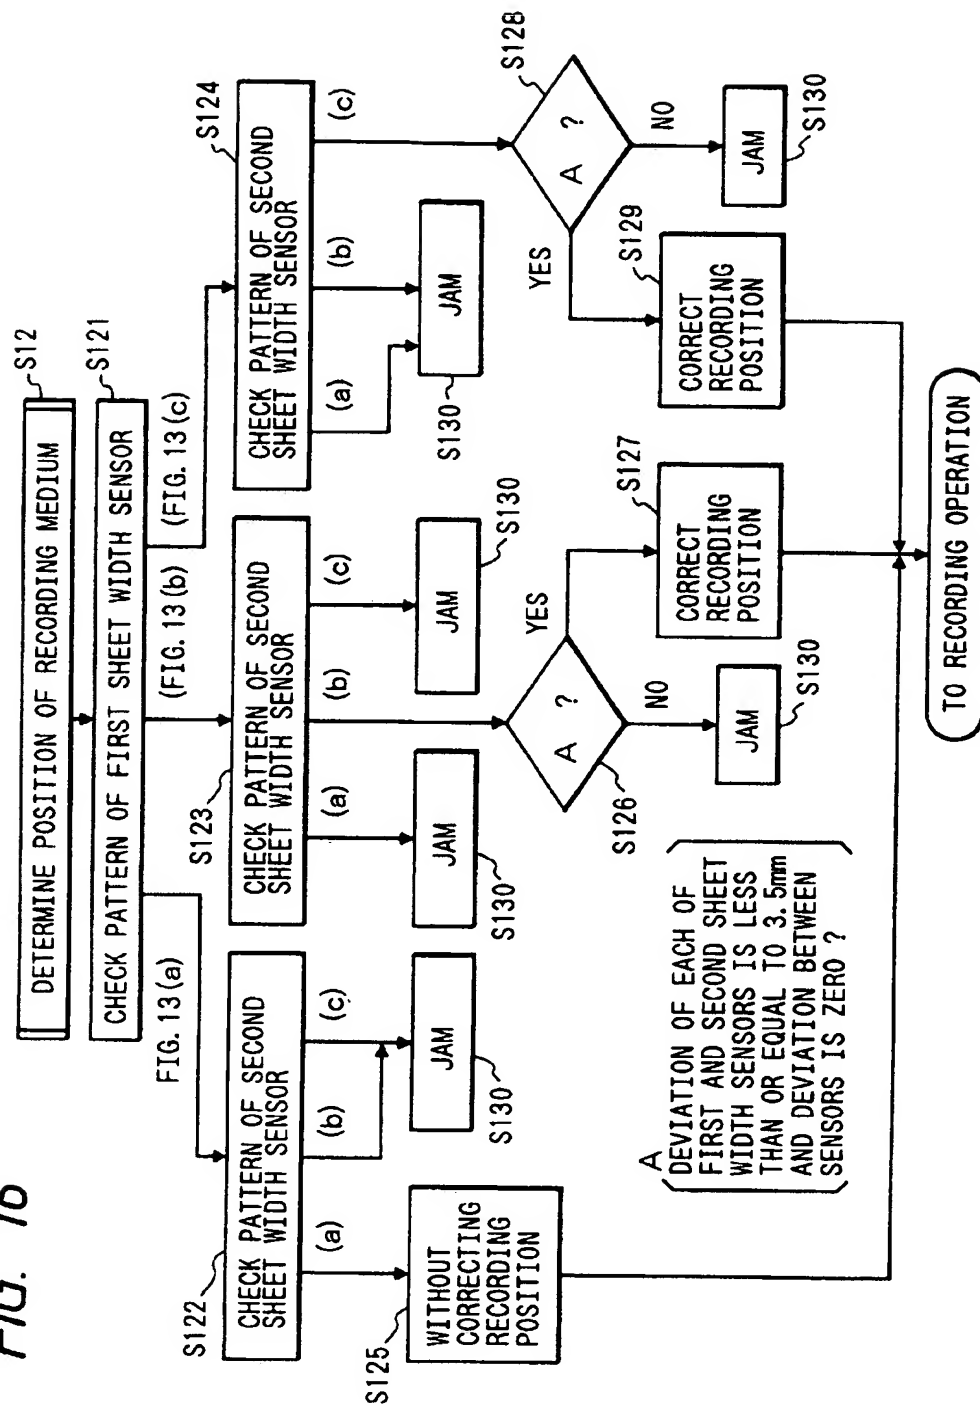 FIG. 16
DETERMINE POSITION OF RECORDING MEDIUM
S12
CHECK PATTERN OF FIRST SHEET WIDTH SENSOR
S121
FIG. 13(a)
(FIG. 13(b)
(FIG. 13(c)
S122
CHECK PATTERN OF SECOND
SHEET WIDTH SENSOR
(a)
(b)
(c)
S123
CHECK PATTERN OF SECOND
SHEET WIDTH SENSOR
(a)
(b)
(c)
CHECK PATTERN OF SECOND
SHEET WIDTH SENSOR
S124
(a)
(b)
(c)
S125
WITHOUT
CORRECTING
RECORDING
POSITION
JAM
S130
JAM
S130
JAM
S130
JAM
S130
A ?
S126
YES
NO
A ?
S128
YES
NO
CORRECT
RECORDING
POSITION
S127
JAM
S130
CORRECT
RECORDING
POSITION
S129
JAM
S130
A
DEVIATION OF EACH OF
FIRST AND SECOND SHEET
WIDTH SENSORS IS LESS
THAN OR EQUAL TO 3.5mm
AND DEVIATION BETWEEN
SENSORS IS ZERO ?
TO RECORDING OPERATION